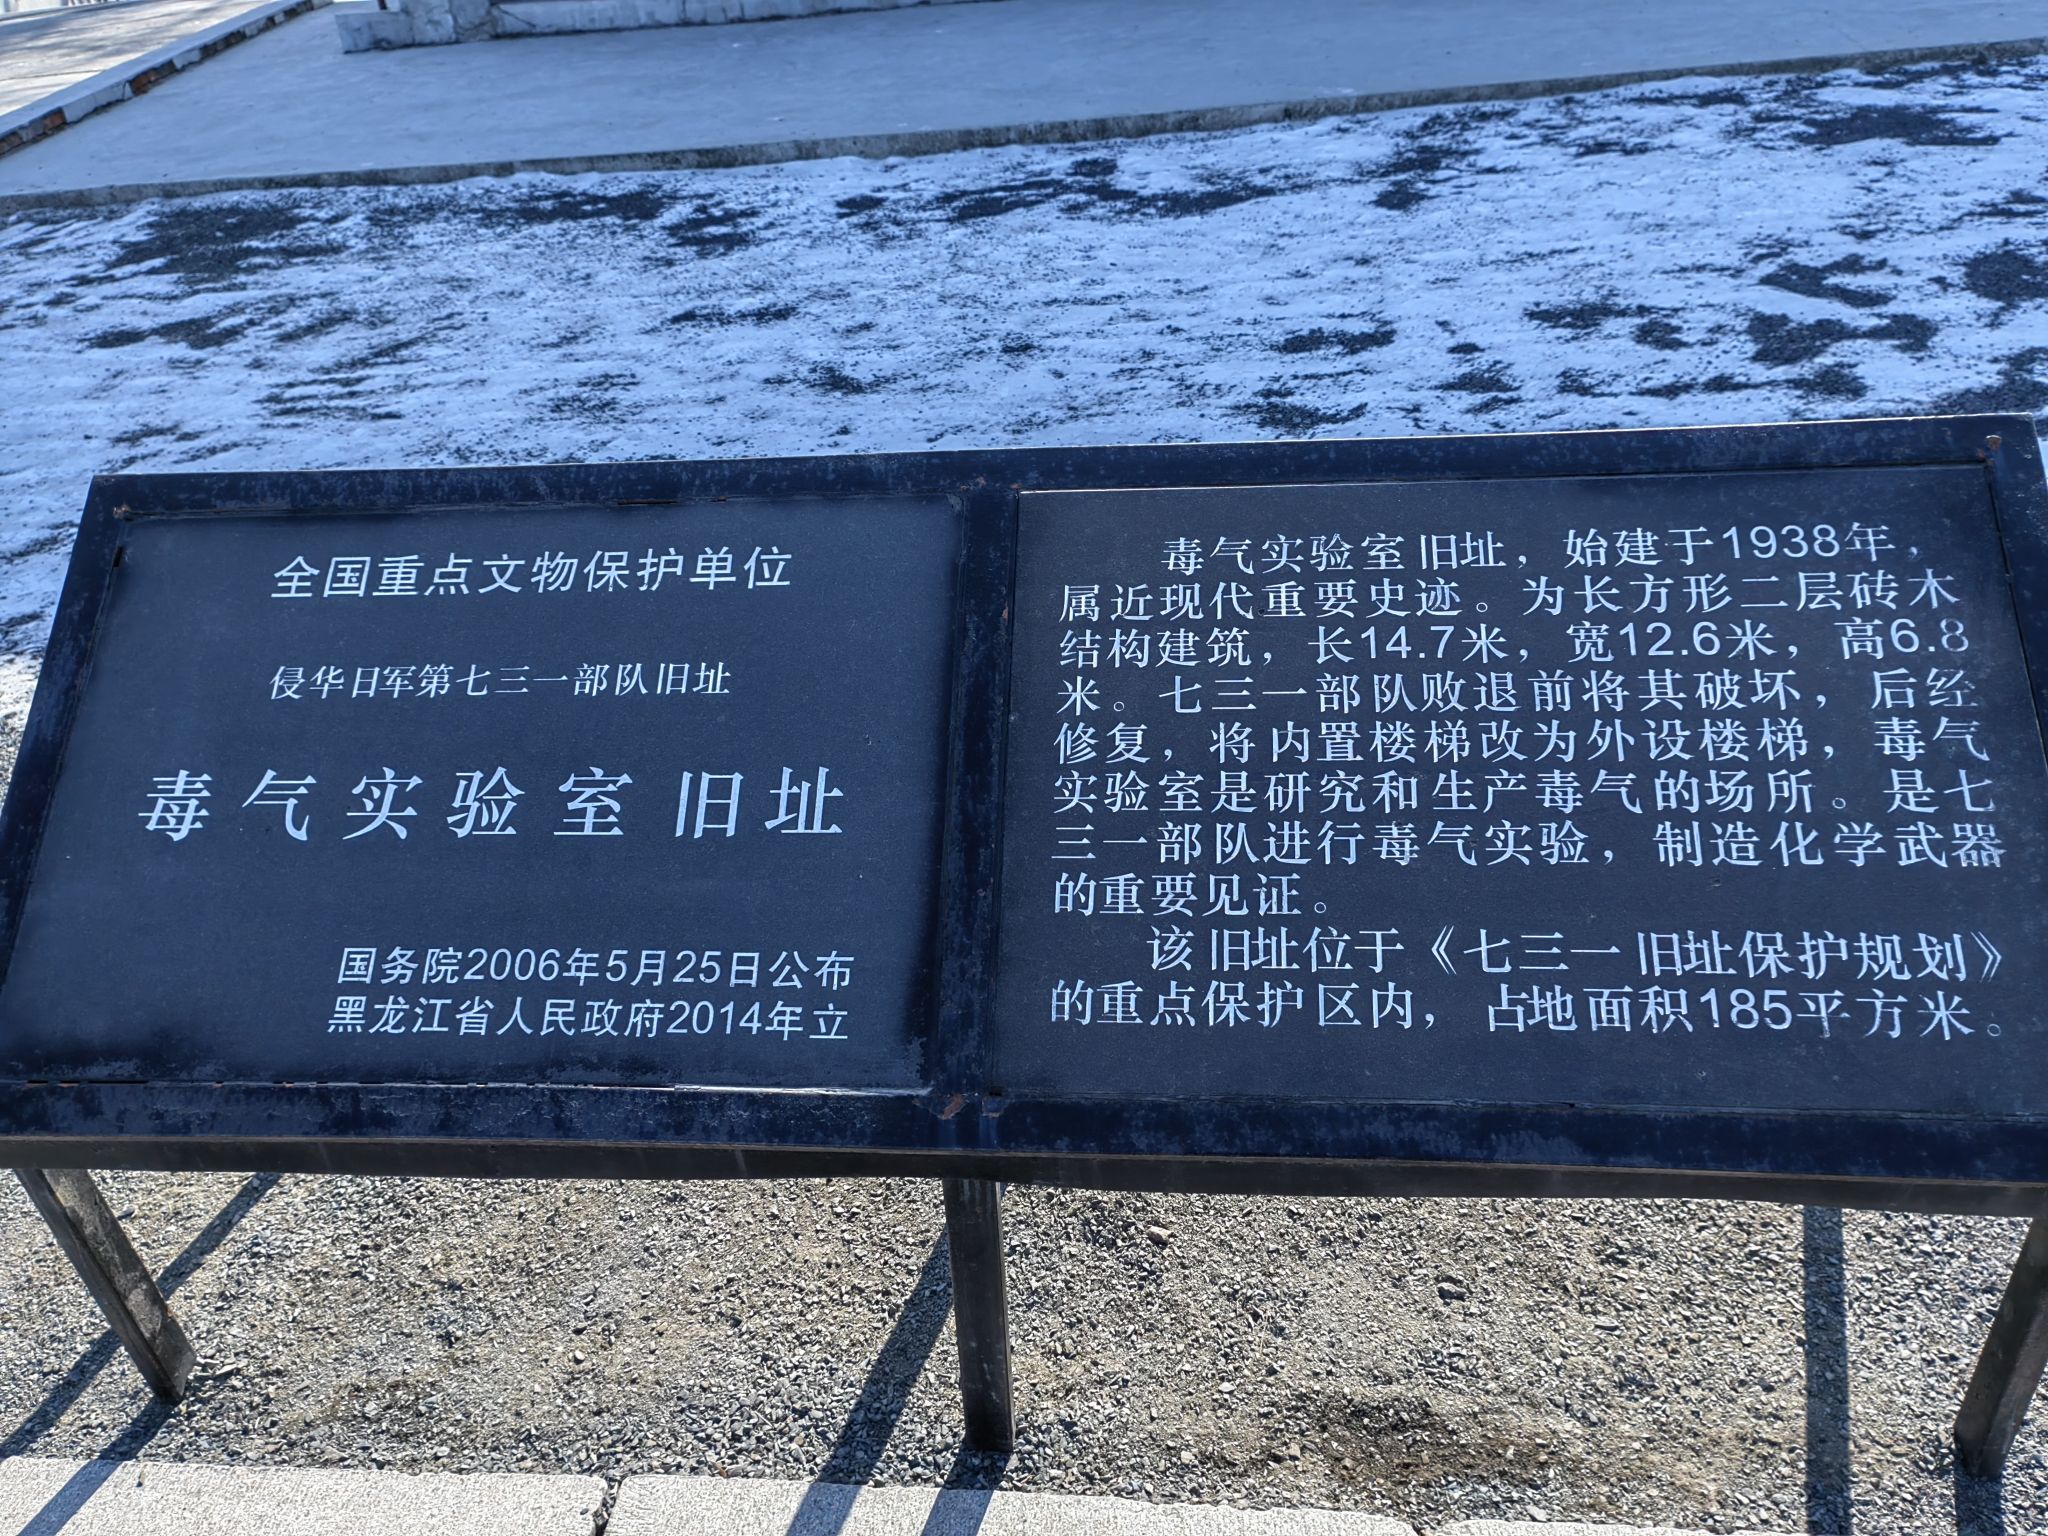 全国重点文物保护单位
侵华日军第七三一部队旧址
毒气实验室旧址
国务院2006年5月25日公布
黑龙江省人民政府2014年立
毒气实验室旧址，始建于1938年，
属近现代重要史迹。为长方形二层砖木
结构建筑，长14.7米，宽12.6米，高6.8
米。七三一部队败退前将其破坏，后经
修复，将内置楼梯改为外设楼梯，毒气
实验室是研究和生产毒气的场所。是七
三一部队进行毒气实验，制造化学武器
的重要见证。
该旧址位于《七三一旧址保护规划》
的重点保护区内，占地面积185平方米。